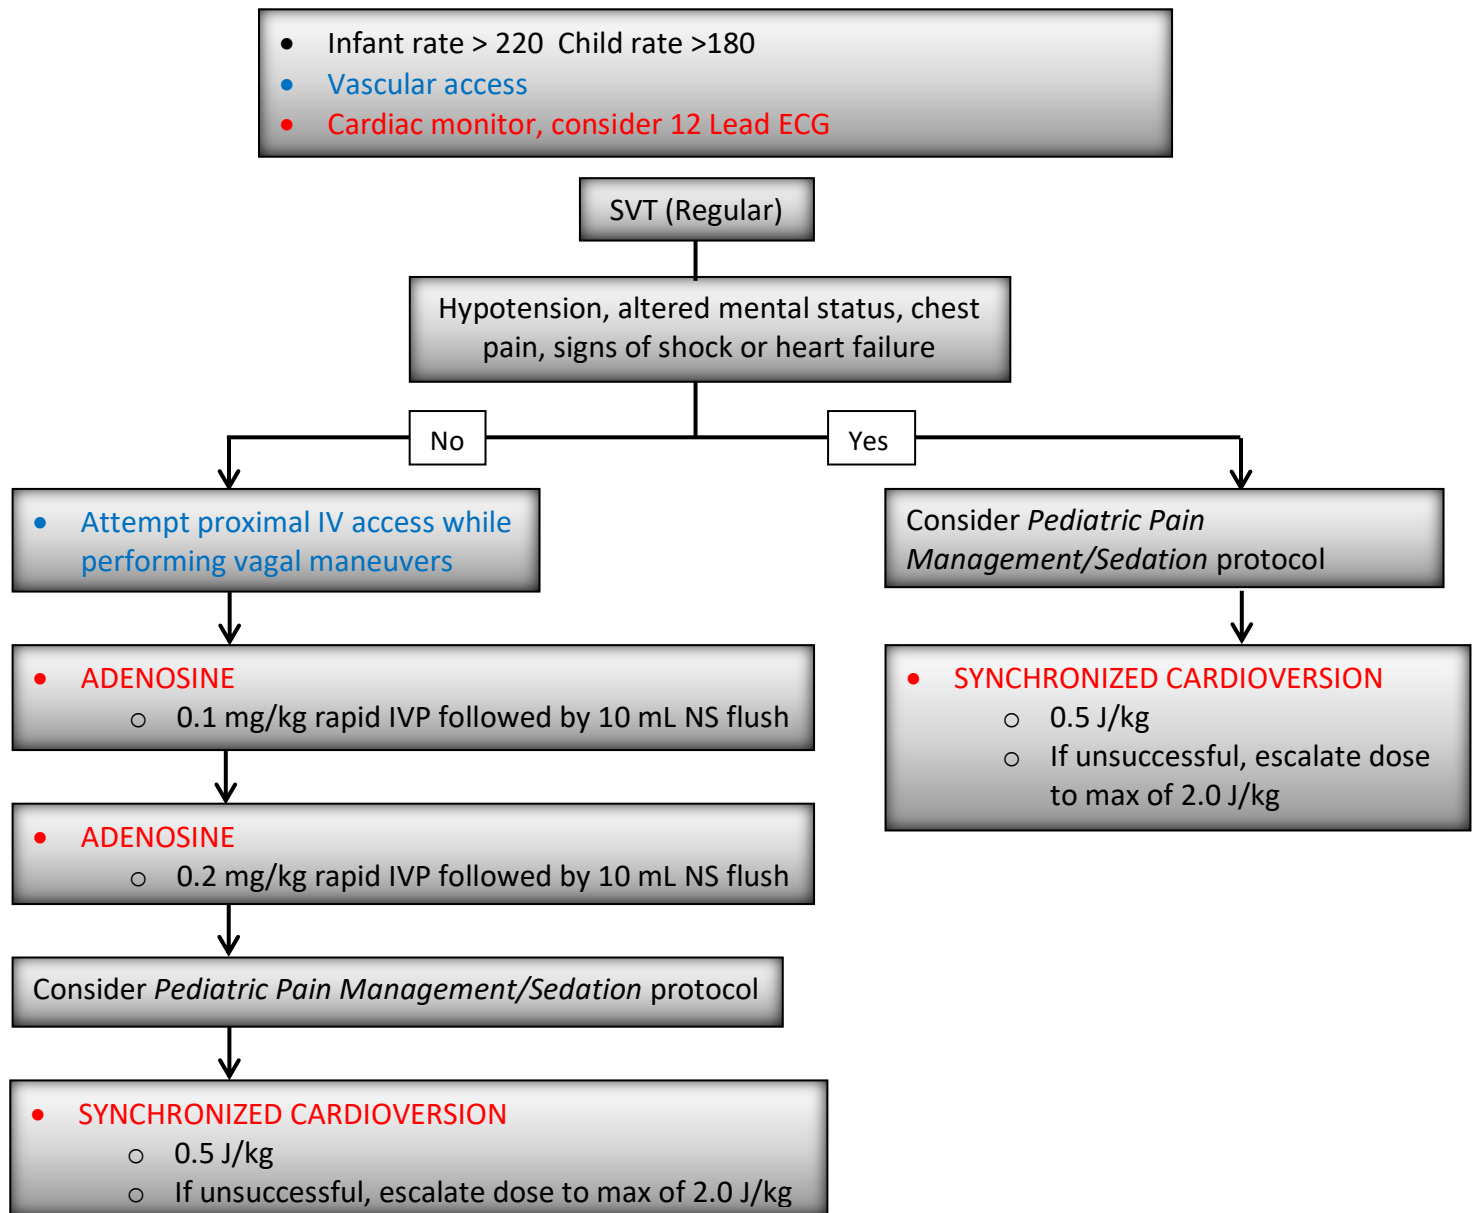 • Infant rate > 220  Child rate >180
• Vascular access
• Cardiac monitor, consider 12 Lead ECG
SVT (Regular)
Hypotension, altered mental status, chest
pain, signs of shock or heart failure
No
Yes
• Attempt proximal IV access while
performing vagal maneuvers
• ADENOSINE
o 0.1 mg/kg rapid IVP followed by 10 mL NS flush
• ADENOSINE
o 0.2 mg/kg rapid IVP followed by 10 mL NS flush
Consider Pediatric Pain Management/Sedation protocol
• SYNCHRONIZED CARDIOVERSION
o 0.5 J/kg
o If unsuccessful, escalate dose to max of 2.0 J/kg
Consider Pediatric Pain
Management/Sedation protocol
• SYNCHRONIZED CARDIOVERSION
o 0.5 J/kg
o If unsuccessful, escalate dose
to max of 2.0 J/kg